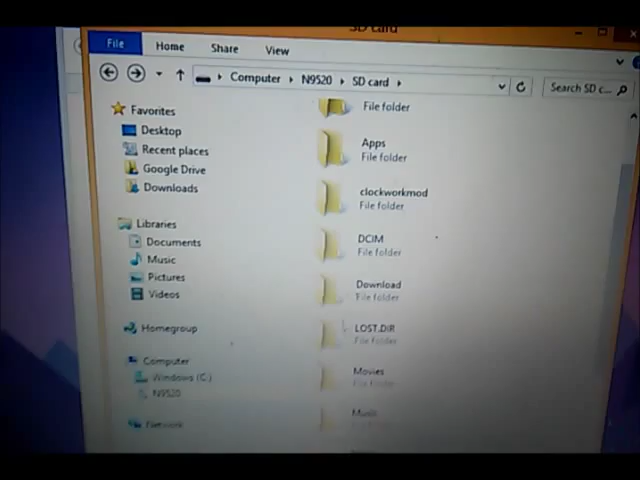 SD card
File
Home
Share
View
Computer
N9520
SD card
Search SD c...
Favorites
Desktop
Recent places
Google Drive
Downloads
Libraries
Documents
Music
Pictures
Videos
Homegroup
Computer
Windows (C:)
N9520
Network
File folder
Apps
File folder
clockworkmod
File folder
DCIM
File folder
Download
File folder
LOST.DIR
File folder
Movies
File folder
Music